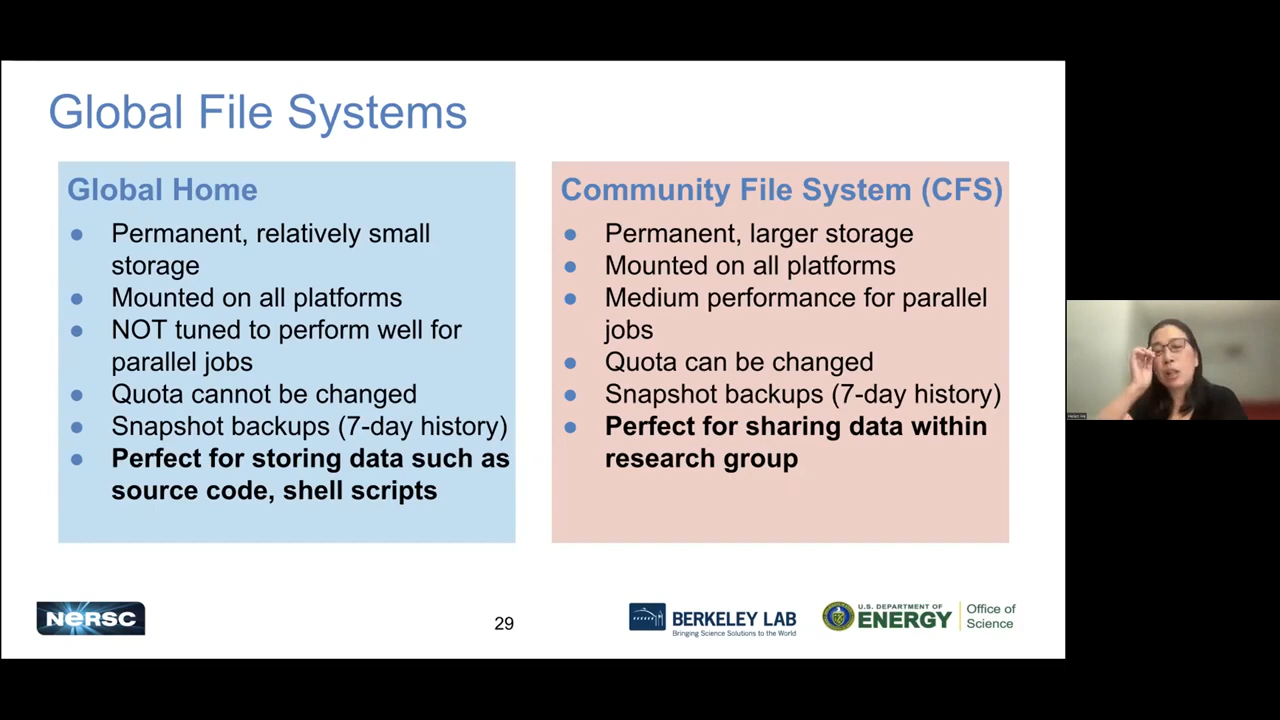 Global File Systems
Global Home
● Permanent, relatively small
storage
● Mounted on all platforms
● NOT tuned to perform well for
parallel jobs
● Quota cannot be changed
● Snapshot backups (7-day history)
● Perfect for storing data such as
source code, shell scripts
Community File System (CFS)
● Permanent, larger storage
● Mounted on all platforms
● Medium performance for parallel
jobs
● Quota can be changed
● Snapshot backups (7-day history)
● Perfect for sharing data within
research group
NERSC
29
BERKELEY LAB
Bringing Science Solutions to the World
U.S. DEPARTMENT OF
ENERGY
Office of
Science